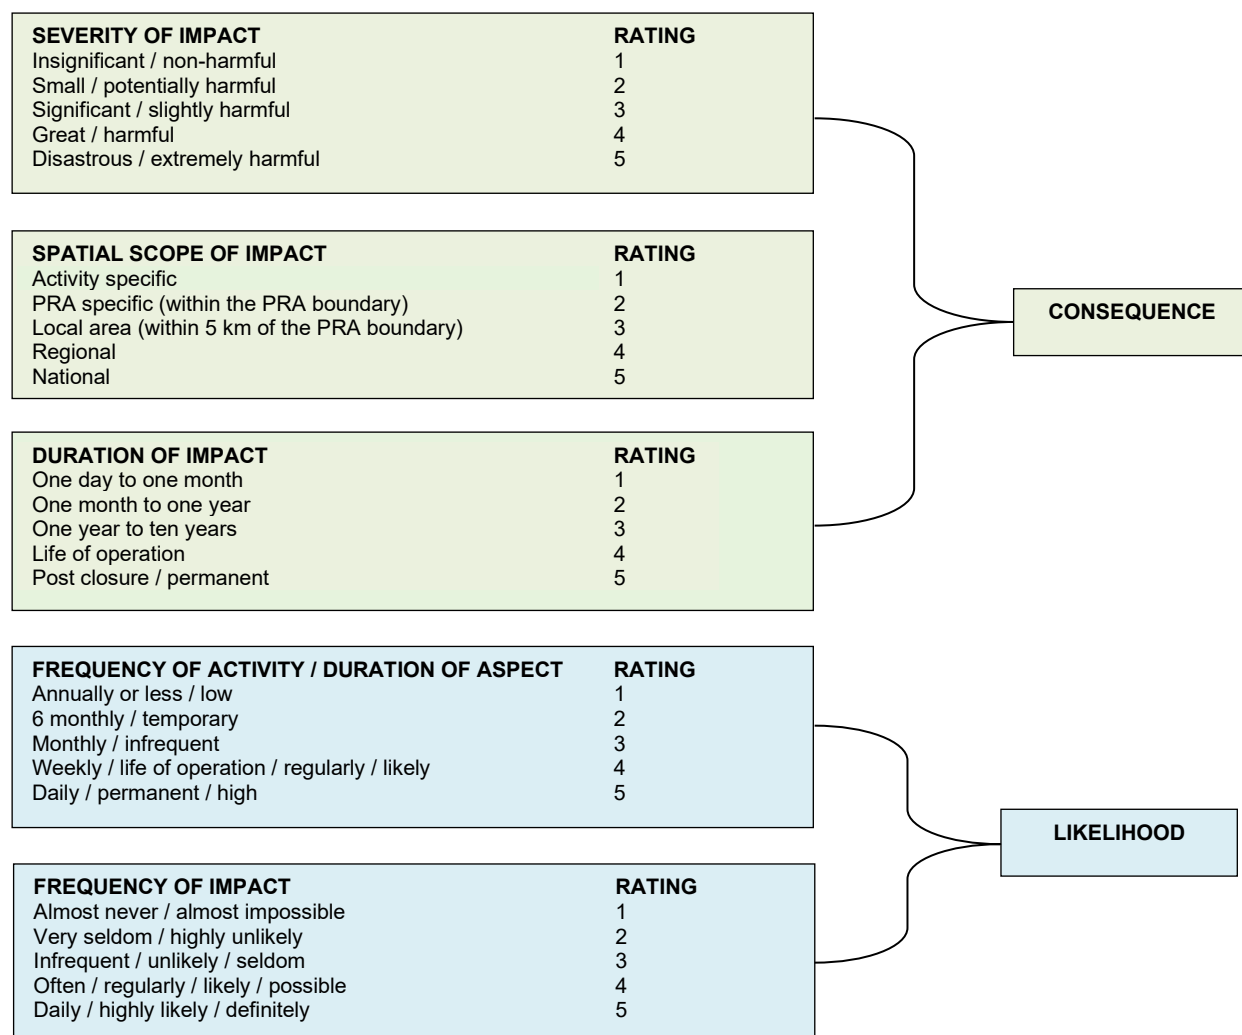 SEVERITY OF IMPACT RATING
Insignificant / non-harmful 1
Small / potentially harmful 2
Significant / slightly harmful 3
Great / harmful 4
Disastrous / extremely harmful 5
SPATIAL SCOPE OF IMPACT RATING
Activity specific 1
PRA specific (within the PRA boundary) 2
Local area (within 5 km of the PRA boundary) 3
Regional 4
National 5
CONSEQUENCE
DURATION OF IMPACT RATING
One day to one month 1
One month to one year 2
One year to ten years 3
Life of operation 4
Post closure / permanent 5
FREQUENCY OF ACTIVITY / DURATION OF ASPECT RATING
Annually or less / low 1
6 monthly / temporary 2
Monthly / infrequent 3
Weekly / life of operation / regularly / likely 4
Daily / permanent / high 5
LIKELIHOOD
FREQUENCY OF IMPACT RATING
Almost never / almost impossible 1
Very seldom / highly unlikely 2
Infrequent / unlikely / seldom 3
Often / regularly / likely / possible 4
Daily / highly likely / definitely 5